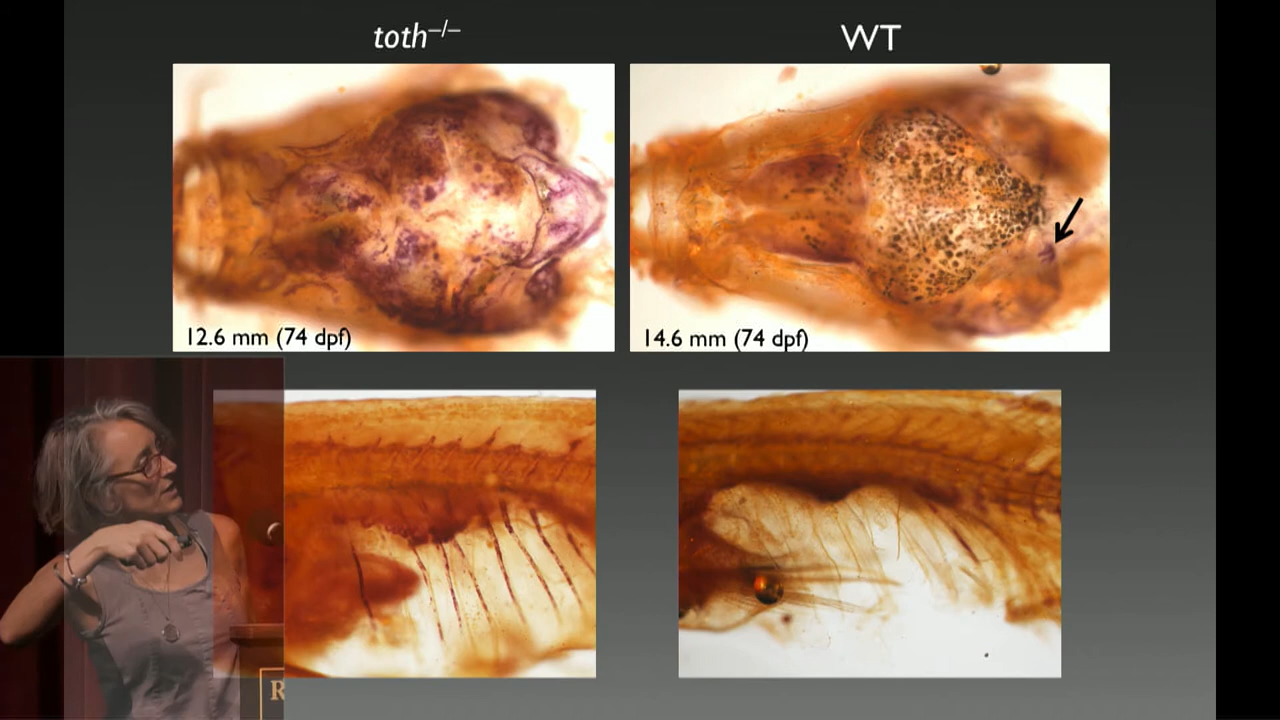 toth–/–
WT
12.6 mm (74 dpf)
14.6 mm (74 dpf)
R